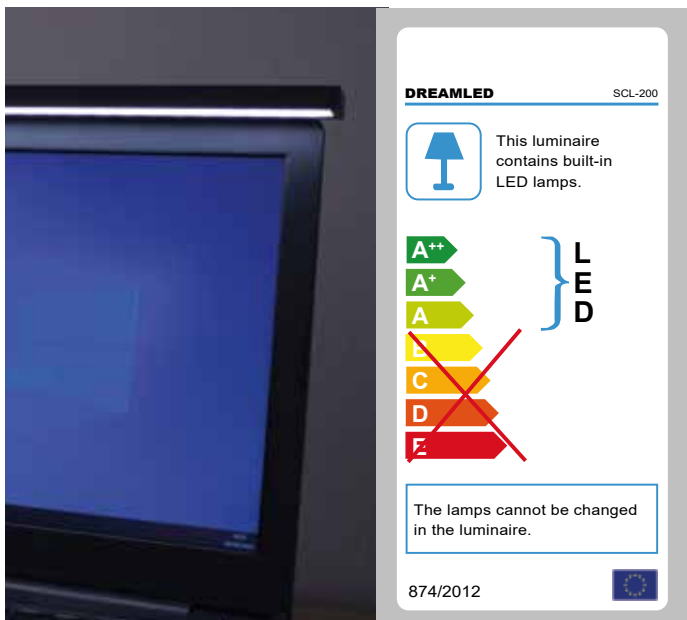 DREAMLED SCL-200
This luminaire
contains built-in
LED lamps.
A++
A+
A
B
C
D
E
L
E
D
The lamps cannot be changed
in the luminaire.
874/2012